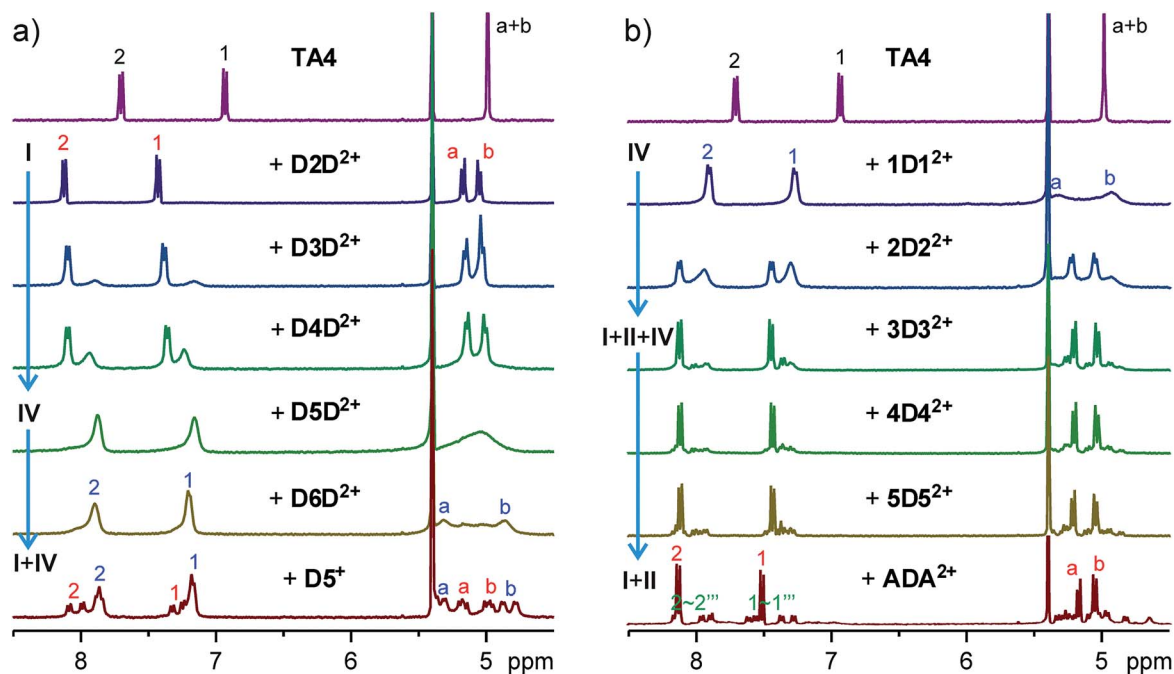 a)
2
1
TA4
a+b
I
2
1
+ D2D²⁺
a
b
+ D3D²⁺
+ D4D²⁺
IV
+ D5D²⁺
2
1
+ D6D²⁺
a
b
I+IV
2
2
1
1
+ D5⁺
a
a
b
b
8
7
6
5
ppm
b)
2
1
TA4
a+b
IV
2
1
+ 1D1²⁺
a
b
+ 2D2²⁺
I+II+IV
+ 3D3²⁺
+ 4D4²⁺
+ 5D5²⁺
I+II
2
1
+ ADA²⁺
a
b
2~2'''
1~1'''
8
7
6
5
ppm